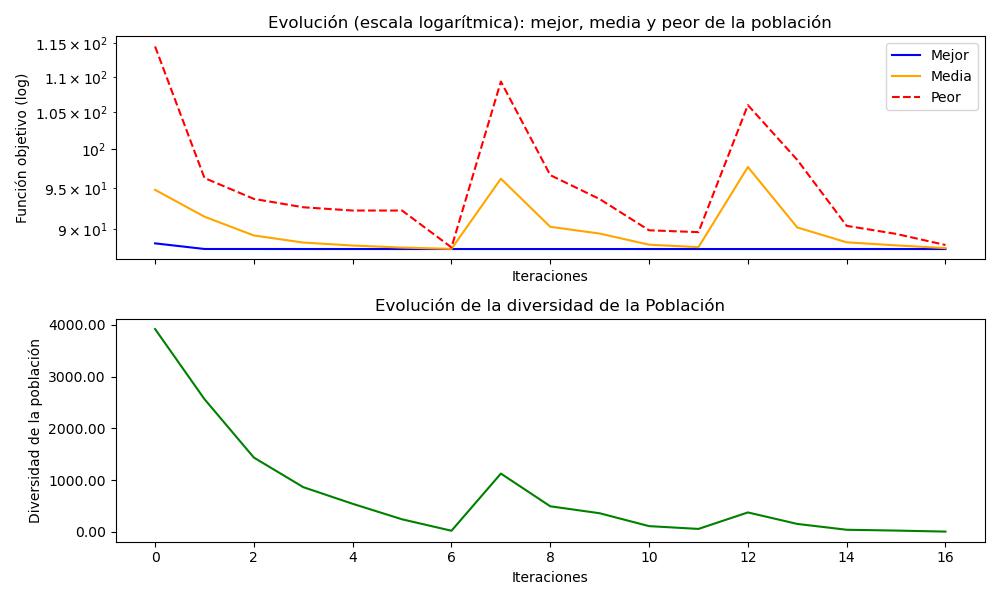 Evolución (escala logarítmica): mejor, media y peor de la población
Función objetivo (log)
1.15 × 10²
1.1 × 10²
1.05 × 10²
10²
9.5 × 10¹
9 × 10¹
Mejor
Media
Peor
Iteraciones
Evolución de la diversidad de la Población
Diversidad de la población
4000.00
3000.00
2000.00
1000.00
0.00
0 2 4 6 8 10 12 14 16
Iteraciones